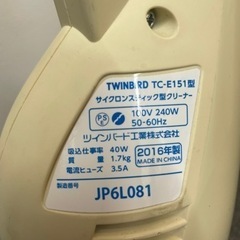 TWINBIRD TC-E151型
サイクロンスティック型クリーナー
PS E
100V 240W
50-60Hz
ツインバード工業株式会社
吸込仕事率 40W
質量 1.7kg
電流ヒューズ 3.5A
2016年製
MADE IN CHINA
製造番号 JP6L081